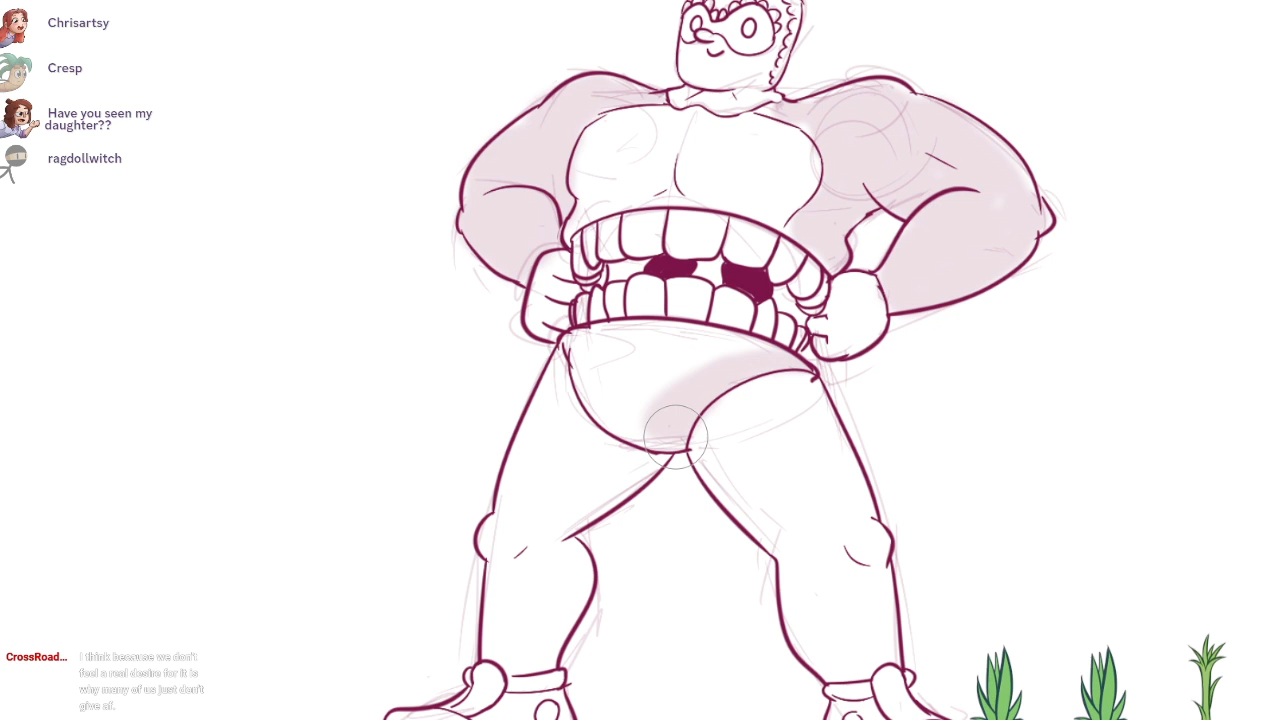 Chrisartsy
Cresp
Have you seen my
daughter??
ragdollwitch
CrossRoad... I think because we don't
feel a real desire for it is
why many of us just don't
give of.